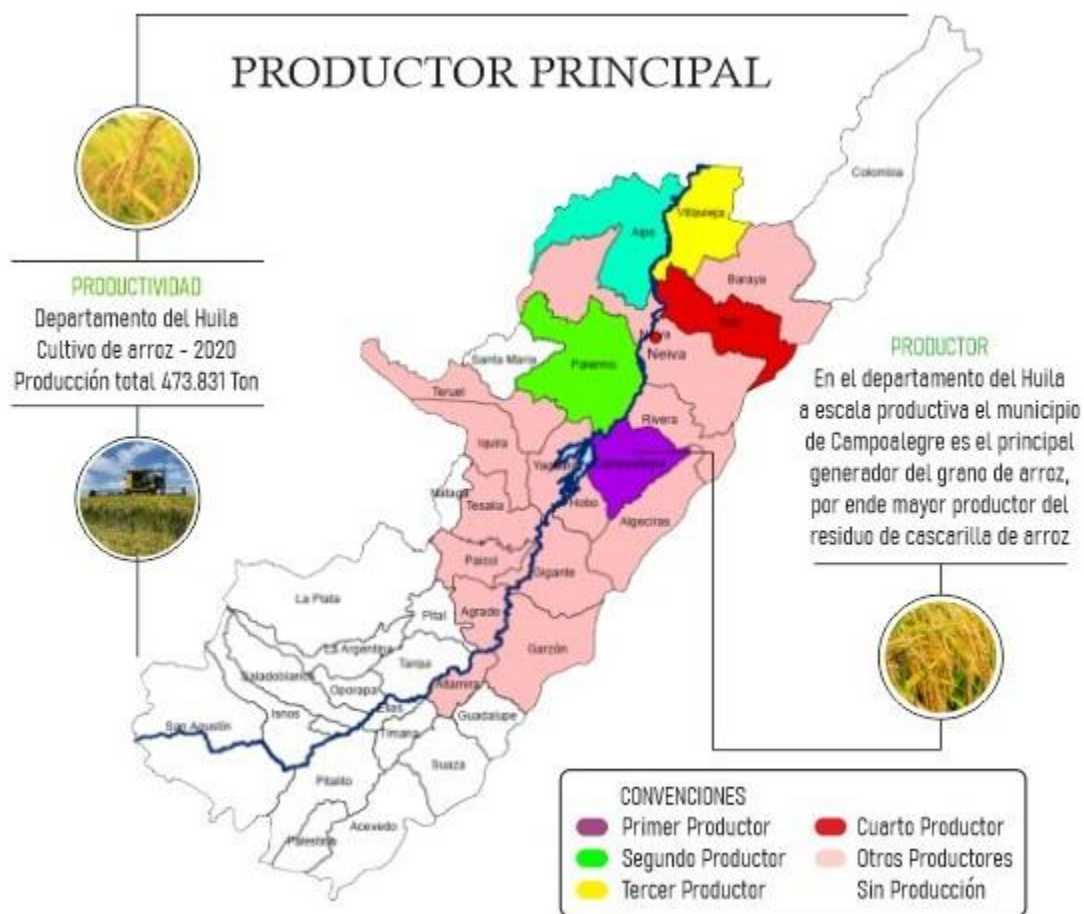 PRODUCTOR PRINCIPAL
PRODUCTIVIDAD
Departamento del Huila
Cultivo de arroz - 2020
Producción total 473.831 Ton
PRODUCTOR
En el departamento del Huila
a escala productiva el municipio
de Campoalegre es el principal
generador del grano de arroz,
por ende mayor productor del
residuo de cascarilla de arroz
Colombia
Villavieja
Aipe
Baraya
Neiva
Santa María
Palermo
Teruel
Rivera
Iquira
Hobo
Tesalia
Algeciras
Paicol
Gigante
La Plata
Pital
Agrado
La Argentina
Tarqui
Garzón
Saladoblanco
Oporapa
Altamira
Elias
Isnos
Guadalupe
San Agustín
Timana
Suaza
Pitalito
Acevedo
Palestina
CONVENCIONES
Primer Productor
Segundo Productor
Tercer Productor
Cuarto Productor
Otros Productores
Sin Producción